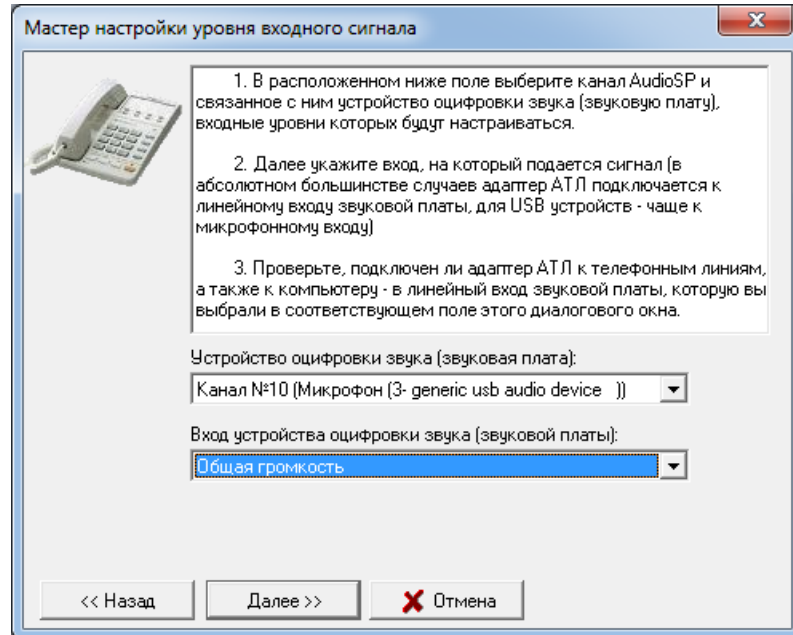 Мастер настройки уровня входного сигнала
1. В расположенном ниже поле выберите канал AudioSP и
связанное с ним устройство оцифровки звука (звуковую плату),
входные уровни которых будут настраиваться.
2. Далее укажите вход, на который подается сигнал (в
абсолютном большинстве случаев адаптер АТЛ подключается к
линейному входу звуковой платы, для USB устройств - чаще к
микрофонному входу)
3. Проверьте, подключен ли адаптер АТЛ к телефонным линиям,
а также к компьютеру - в линейный вход звуковой платы, которую вы
выбрали в соответствующем поле этого диалогового окна.
Устройство оцифровки звука (звуковая плата):
Канал №10 (Микрофон (3- generic usb audio device   ))
Вход устройства оцифровки звука (звуковой платы):
Общая громкость
<< Назад
Далее >>
Отмена